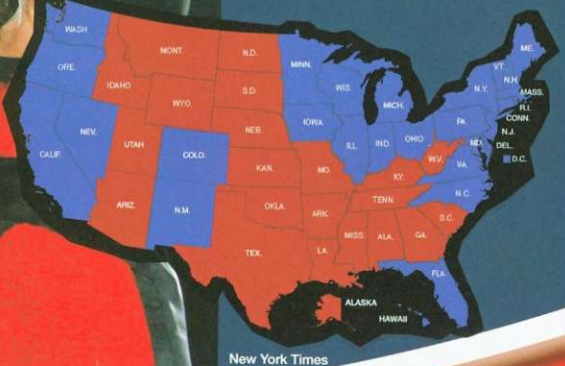 WASH.
ORE.
IDAHO
MONT.
N.D.
S.D.
WYO.
NEB.
NEV.
UTAH
COLO.
CALIF.
ARIZ.
N.M.
KAN.
OKLA.
TEX.
MINN.
IOWA
MO.
ARK.
LA.
WIS.
ILL.
MICH.
IND.
OHIO
KY.
TENN.
MISS.
ALA.
GA.
FLA.
S.C.
N.C.
VA.
W.V.
PA.
N.Y.
VT.
N.H.
ME.
MASS.
R.I.
CONN.
N.J.
DEL.
MD.
D.C.
ALASKA
HAWAII
New York Times